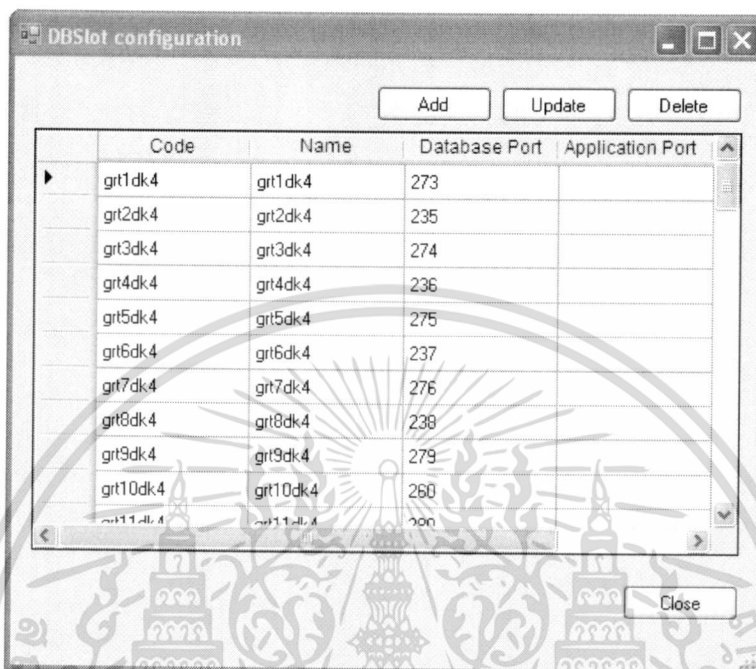 DBSlot configuration
Add Update Delete
Code Name Database Port Application Port
grt1dk4 grt1dk4 273
grt2dk4 grt2dk4 235
grt3dk4 grt3dk4 274
grt4dk4 grt4dk4 236
grt5dk4 grt5dk4 275
grt6dk4 grt6dk4 237
grt7dk4 grt7dk4 276
grt8dk4 grt8dk4 238
grt9dk4 grt9dk4 279
grt10dk4 grt10dk4 260
grt11dk4 grt11dk4
Close